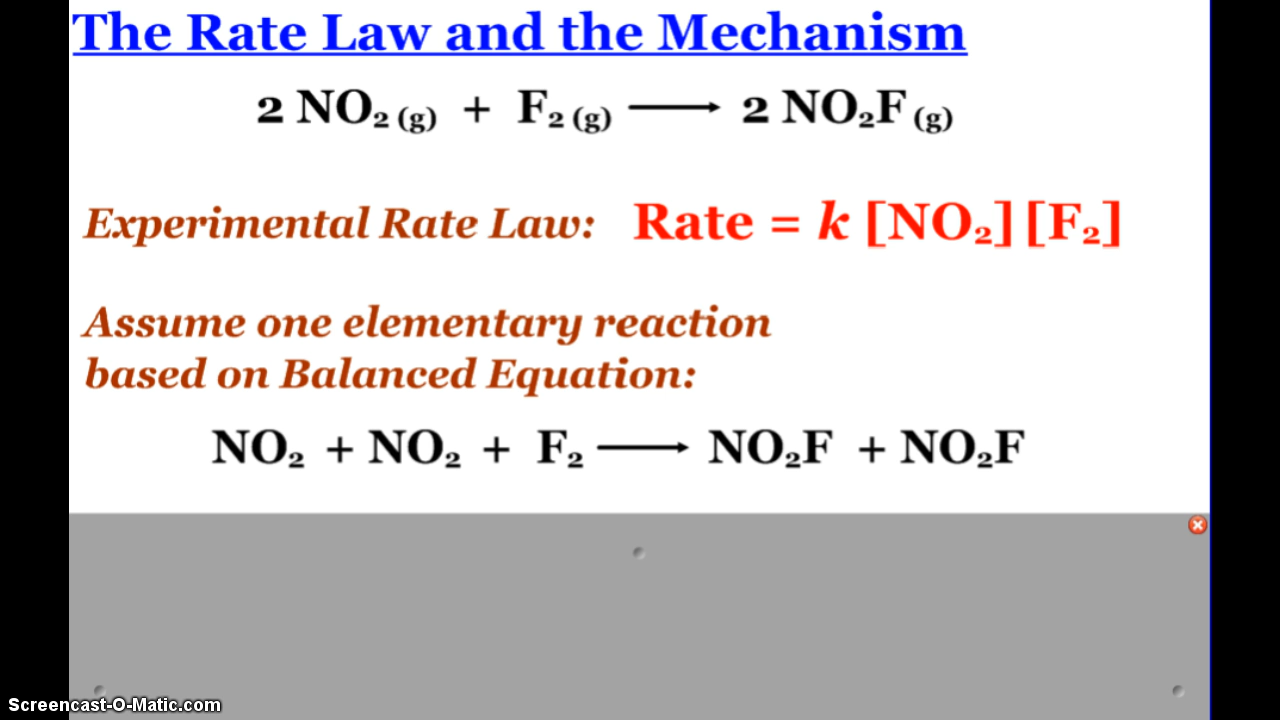 The Rate Law and the Mechanism
2 NO₂ (g) + F₂ (g) ⟶ 2 NO₂F (g)
Experimental Rate Law: Rate = k [NO₂] [F₂]
Assume one elementary reaction
based on Balanced Equation:
NO₂ + NO₂ + F₂ ⟶ NO₂F + NO₂F
Screencast-O-Matic.com